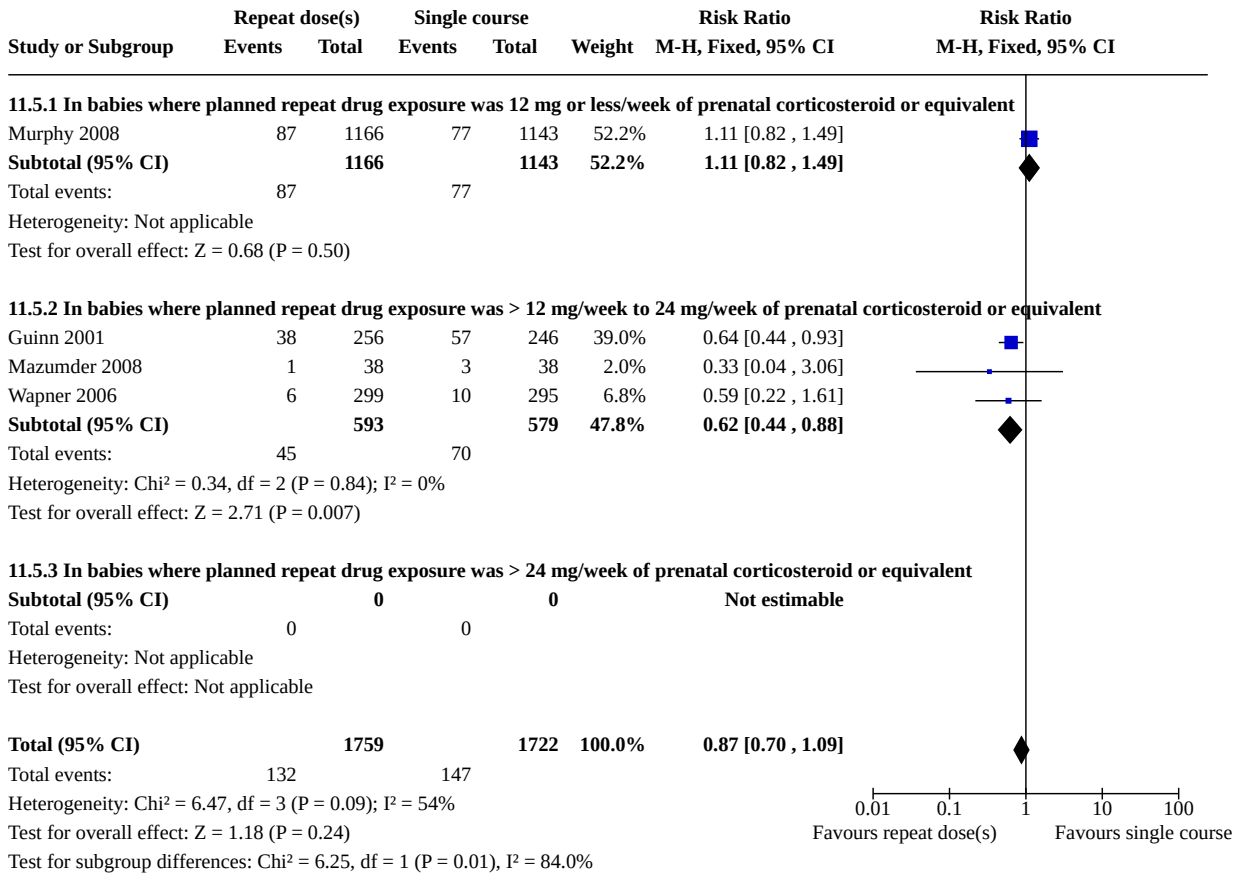 Repeat dose(s) Single course Risk Ratio Risk Ratio
Study or Subgroup Events Total Events Total Weight M-H, Fixed, 95% CI M-H, Fixed, 95% CI
11.5.1 In babies where planned repeat drug exposure was 12 mg or less/week of prenatal corticosteroid or equivalent
Murphy 2008 87 1166 77 1143 52.2% 1.11 [0.82 , 1.49]
Subtotal (95% CI) 1166 1143 52.2% 1.11 [0.82 , 1.49]
Total events: 87 77
Heterogeneity: Not applicable
Test for overall effect: Z = 0.68 (P = 0.50)
11.5.2 In babies where planned repeat drug exposure was > 12 mg/week to 24 mg/week of prenatal corticosteroid or equivalent
Guinn 2001 38 256 57 246 39.0% 0.64 [0.44 , 0.93]
Mazumder 2008 1 38 3 38 2.0% 0.33 [0.04 , 3.06]
Wapner 2006 6 299 10 295 6.8% 0.59 [0.22 , 1.61]
Subtotal (95% CI) 593 579 47.8% 0.62 [0.44 , 0.88]
Total events: 45 70
Heterogeneity: Chi² = 0.34, df = 2 (P = 0.84); I² = 0%
Test for overall effect: Z = 2.71 (P = 0.007)
11.5.3 In babies where planned repeat drug exposure was > 24 mg/week of prenatal corticosteroid or equivalent
Subtotal (95% CI) 0 0 Not estimable
Total events: 0 0
Heterogeneity: Not applicable
Test for overall effect: Not applicable
Total (95% CI) 1759 1722 100.0% 0.87 [0.70 , 1.09]
Total events: 132 147
Heterogeneity: Chi² = 6.47, df = 3 (P = 0.09); I² = 54% 0.01 0.1 1 10 100
Test for overall effect: Z = 1.18 (P = 0.24) Favours repeat dose(s) Favours single course
Test for subgroup differences: Chi² = 6.25, df = 1 (P = 0.01), I² = 84.0%